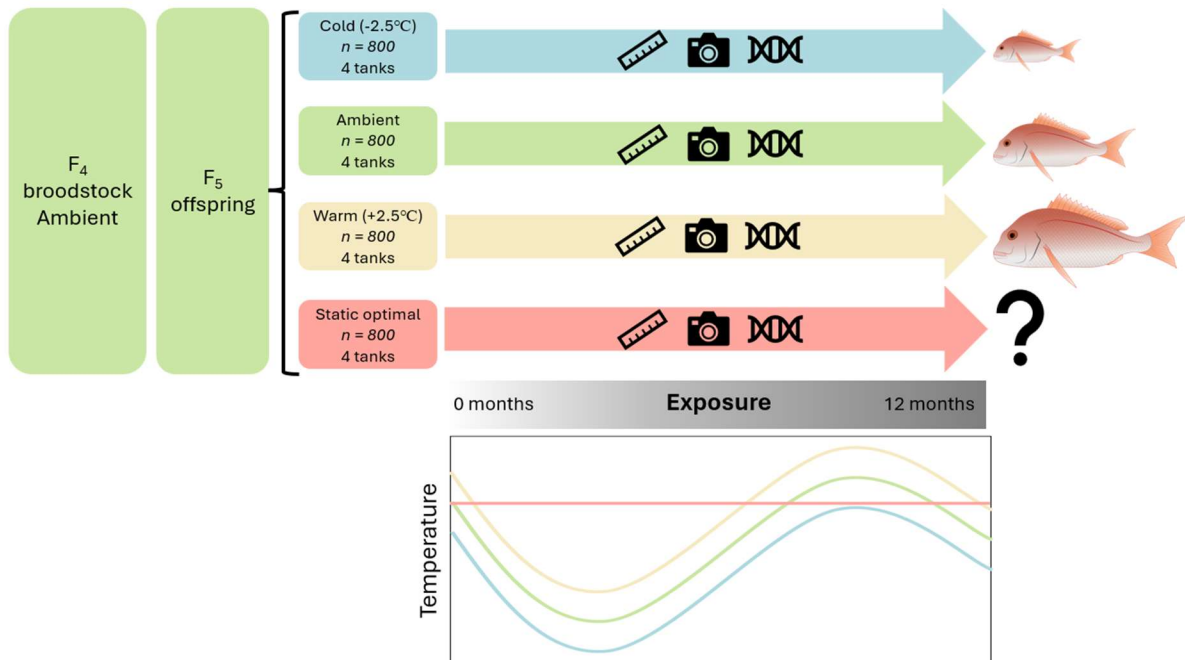 F₄
broodstock
Ambient
F₅
offspring
Cold (-2.5℃)
n = 800
4 tanks
Ambient
n = 800
4 tanks
Warm (+2.5℃)
n = 800
4 tanks
Static optimal
n = 800
4 tanks
?
0 months
Exposure
12 months
Temperature